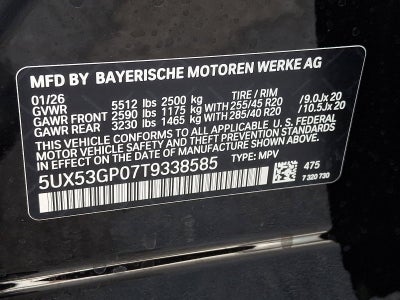 MFD BY BAYERISCHE MOTOREN WERKE AG
01/26 TIRE / RIM
GVWR 5512 lbs 2500 kg
GAWR FRONT 2590 lbs 1175 kg WITH 255/45 R20 /9.0Jx 20
GAWR REAR 3230 lbs 1465 kg WITH 285/40 R20 /10.5Jx 20
THIS VEHICLE CONFORMS TO ALL APPLICABLE U.S. FEDERAL
MOTOR VEHICLE SAFETY AND THEFT PREVENTION STANDARDS
IN EFFECT ON THE DATE OF MANUFACTURE SHOWN ABOVE.
5UX53GP07T9338585 TYPE: MPV 475
7 320 730